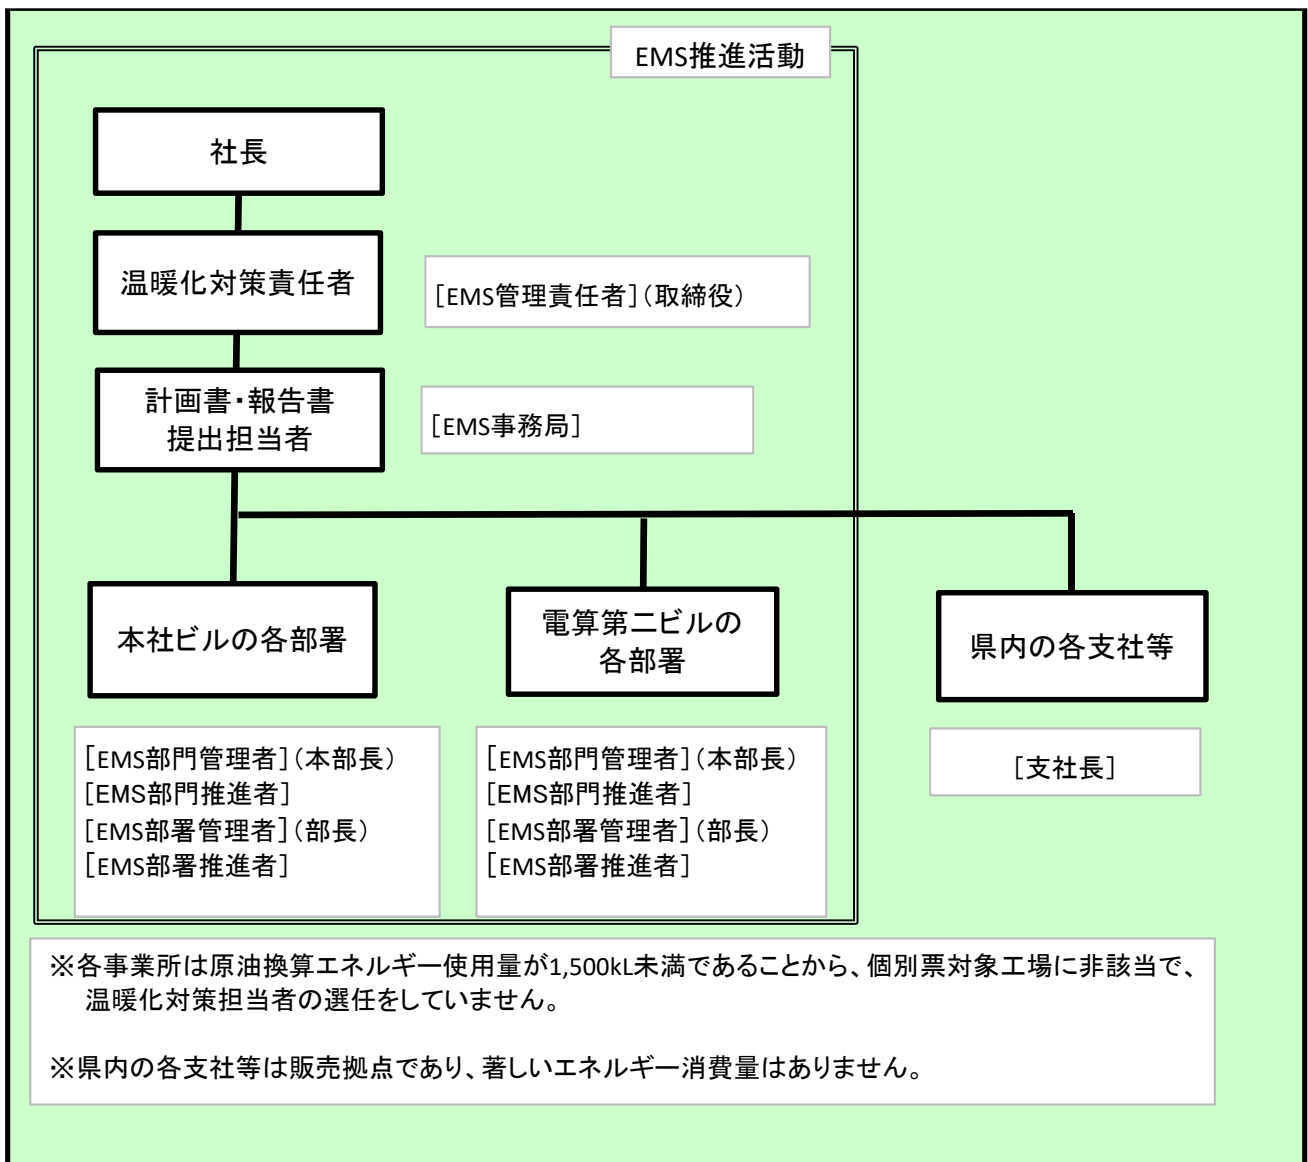 EMS推進活動
社長
温暖化対策責任者
[EMS管理責任者](取締役)
計画書・報告書
提出担当者
[EMS事務局]
本社ビルの各部署
電算第二ビルの
各部署
県内の各支社等
[EMS部門管理者](本部長)
[EMS部門推進者]
[EMS部署管理者](部長)
[EMS部署推進者]
[EMS部門管理者](本部長)
[EMS部門推進者]
[EMS部署管理者](部長)
[EMS部署推進者]
[支社長]
※各事業所は原油換算エネルギー使用量が1,500kL未満であることから、個別票対象工場に非該当で、
温暖化対策担当者の選任をしていません。
※県内の各支社等は販売拠点であり、著しいエネルギー消費量はありません。